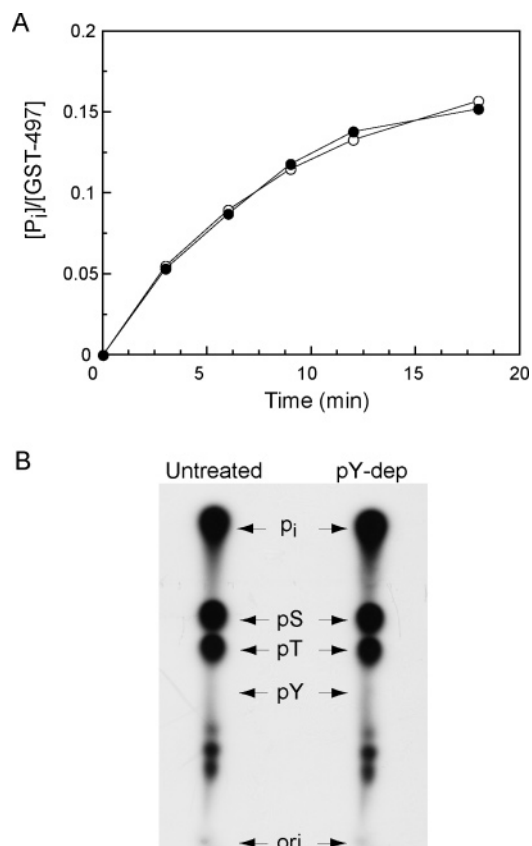 A
0.2
0.15
0.1
0.05
0
[Pi]/[GST-497]
0 5 10 15 20
Time (min)
B
Untreated pY-dep
pi
pS
pT
pY
ori